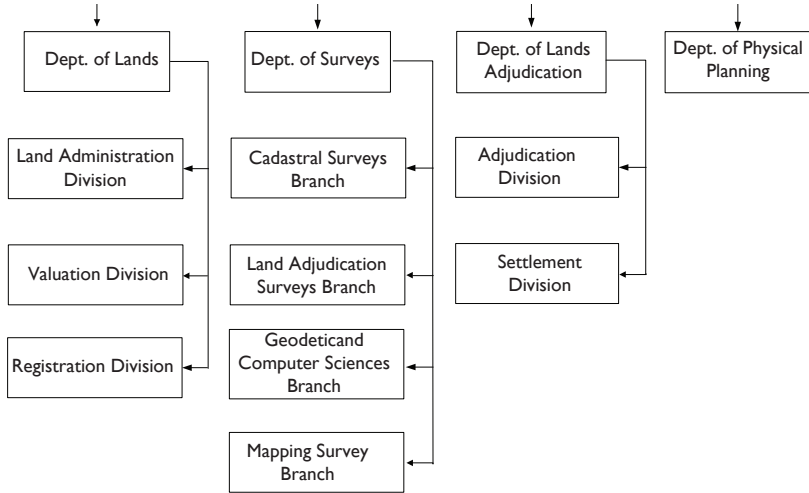 Dept. of Lands
Land Administration
Division
Valuation Division
Registration Division
Dept. of Surveys
Cadastral Surveys
Branch
Land Adjudication
Surveys Branch
Geodeticand
Computer Sciences
Branch
Mapping Survey
Branch
Dept. of Lands
Adjudication
Adjudication
Division
Settlement
Division
Dept. of Physical
Planning